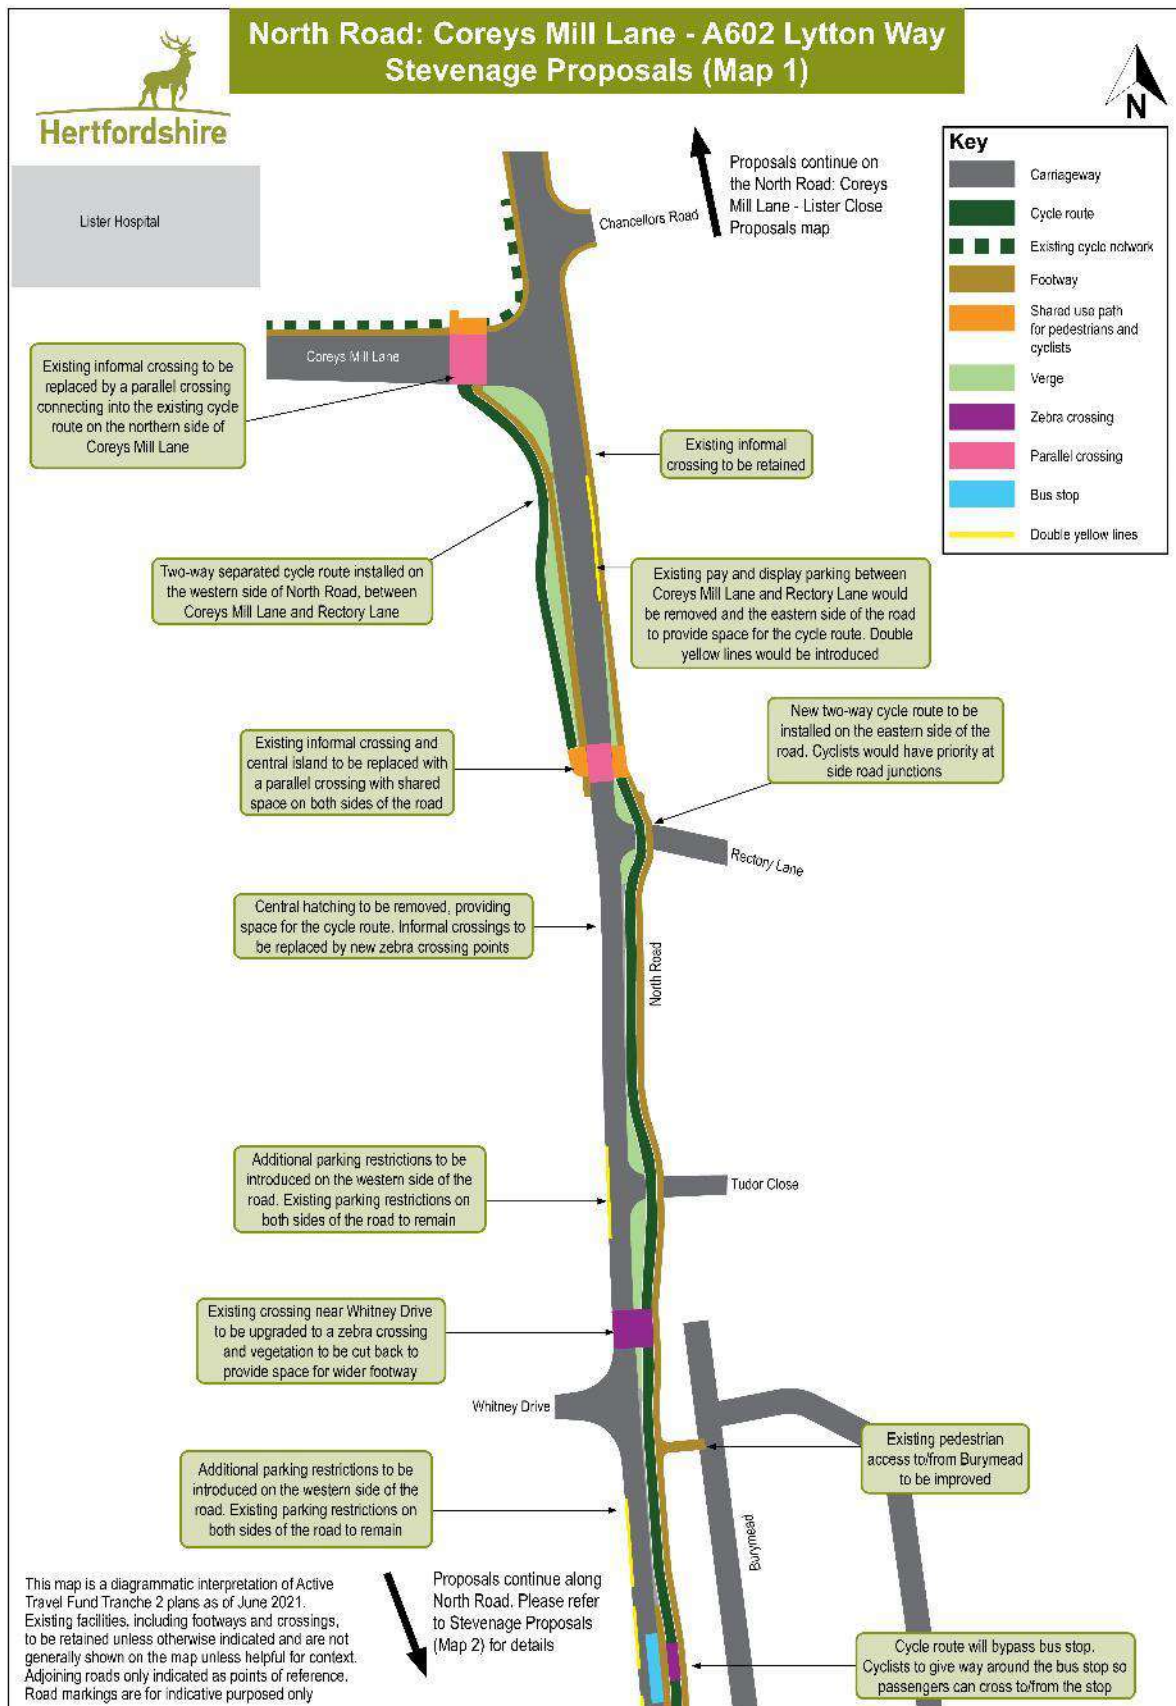 North Road: Coreys Mill Lane - A602 Lytton Way
Stevenage Proposals (Map 1)
Hertfordshire
N
Lister Hospital
Proposals continue on
the North Road: Coreys
Mill Lane - Lister Close
Proposals map
Chancellors Road
Key
Carriageway
Cycle route
Existing cycle network
Footway
Shared use path
for pedestrians and
cyclists
Verge
Zebra crossing
Parallel crossing
Bus stop
Double yellow lines
Coreys Mill Lane
Existing informal crossing to be
replaced by a parallel crossing
connecting into the existing cycle
route on the northern side of
Coreys Mill Lane
Existing informal
crossing to be retained
Two-way separated cycle route installed on
the western side of North Road, between
Coreys Mill Lane and Rectory Lane
Existing pay and display parking between
Coreys Mill Lane and Rectory Lane would
be removed and the eastern side of the road
to provide space for the cycle route. Double
yellow lines would be introduced
New two-way cycle route to be
installed on the eastern side of the
road. Cyclists would have priority at
side road junctions
Existing informal crossing and
central island to be replaced with
a parallel crossing with shared
space on both sides of the road
Rectory Lane
Central hatching to be removed, providing
space for the cycle route. Informal crossings to
be replaced by new zebra crossing points
North Road
Additional parking restrictions to be
introduced on the western side of the
road. Existing parking restrictions on
both sides of the road to remain
Tudor Close
Existing crossing near Whitney Drive
to be upgraded to a zebra crossing
and vegetation to be cut back to
provide space for wider footway
Whitney Drive
Existing pedestrian
access to/from Burymead
to be improved
Additional parking restrictions to be
introduced on the western side of the
road. Existing parking restrictions on
both sides of the road to remain
Burymead
This map is a diagrammatic interpretation of Active
Travel Fund Tranche 2 plans as of June 2021.
Existing facilities, including footways and crossings,
to be retained unless otherwise indicated and are not
generally shown on the map unless helpful for context.
Adjoining roads only indicated as points of reference.
Road markings are for indicative purposed only
Proposals continue along
North Road. Please refer
to Stevenage Proposals
(Map 2) for details
Cycle route will bypass bus stop.
Cyclists to give way around the bus stop so
passengers can cross to/from the stop